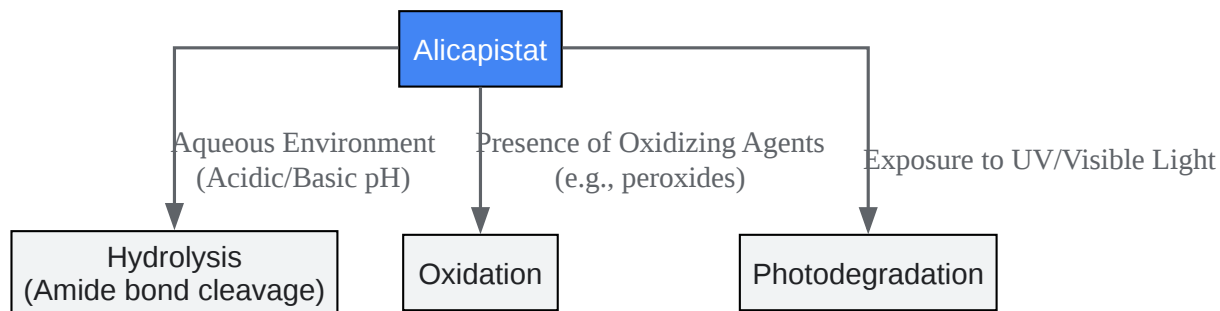 Alicapistat
Aqueous Environment
(Acidic/Basic pH)
Presence of Oxidizing Agents
(e.g., peroxides)
Exposure to UV/Visible Light
Hydrolysis
(Amide bond cleavage)
Oxidation
Photodegradation